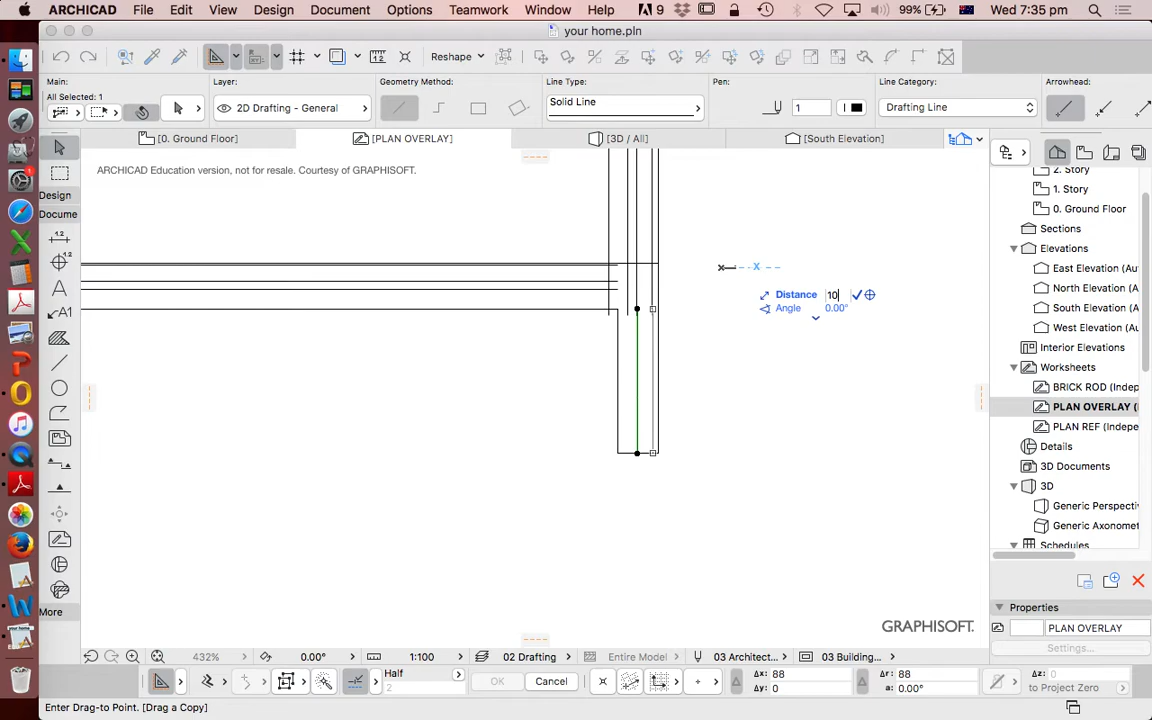 ARCHICAD File Edit View Design Document Options Teamwork Window Help 9 99% Wed 7:35 pm
your home.pln
Reshape
Main:
All Selected: 1
Layer:
2D Drafting - General
Geometry Method:
Line Type:
Solid Line
Pen:
1
Line Category:
Drafting Line
Arrowhead:
[0. Ground Floor]
[PLAN OVERLAY]
[3D / All]
[South Elevation]
ARCHICAD Education version, not for resale. Courtesy of GRAPHISOFT.
Design
Docume
More
X
Distance 10
Angle 0.00°
2. Story
1. Story
0. Ground Floor
Sections
Elevations
East Elevation (Au
North Elevation (A
South Elevation (A
West Elevation (Au
Interior Elevations
Worksheets
BRICK ROD (Indep
PLAN OVERLAY (
PLAN REF (Indepe
Details
3D Documents
3D
Generic Perspecti
Generic Axonomet
Schedules
Properties
PLAN OVERLAY
Settings...
GRAPHISOFT.
432% 0.00° 1:100 02 Drafting Entire Model 03 Architect... 03 Building...
Half
2
OK
Cancel
Δx: 88
Δy: 0
Δr: 88
a: 0.00°
Δz: 0
to Project Zero
Enter Drag-to Point. [Drag a Copy]